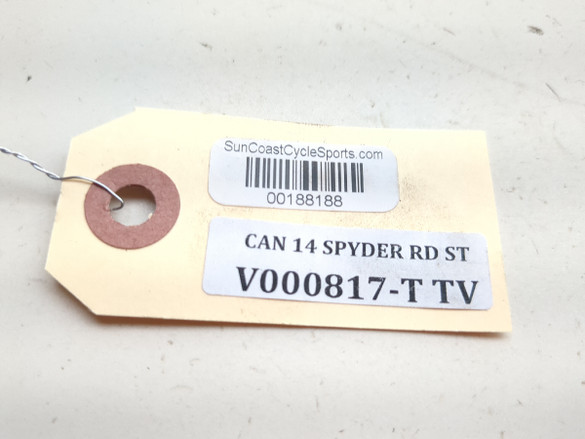 SunCoastCycleSports.com
00188188
CAN 14 SPYDER RD ST
V000817-T TV